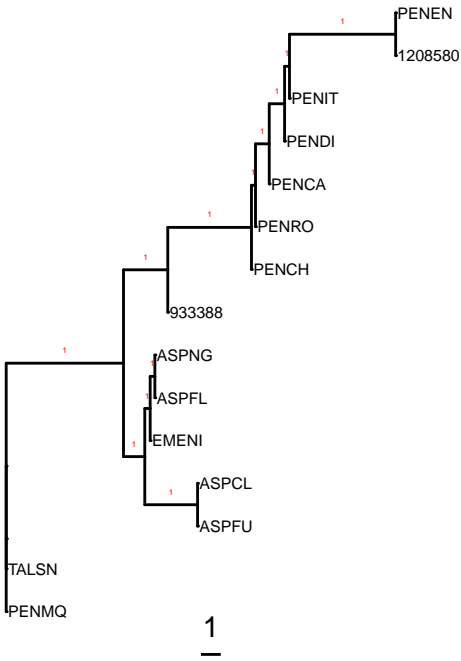 PENEN
1
1208580
1
PENIT
1
PENDI
1
PENCA
1
PENRO
1
PENCH
1
933388
1
ASPNG
1
ASPFL
1
EMENI
1
ASPCL
1
ASPFU
TALSN
PENMQ
1